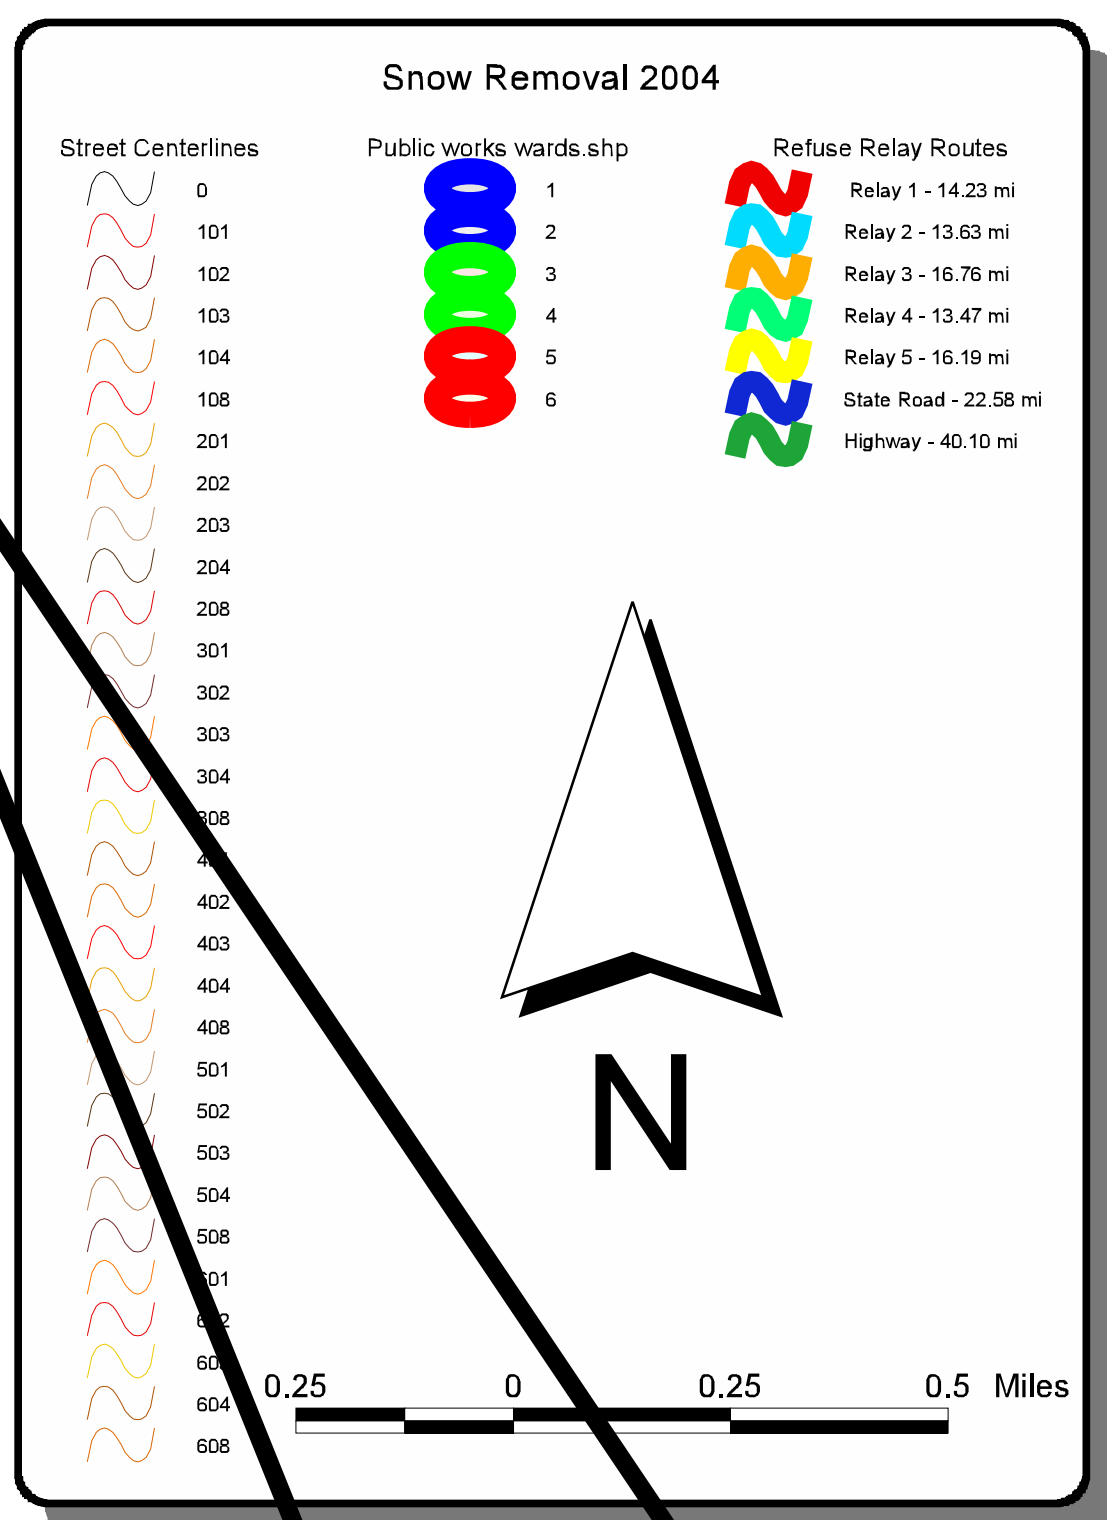 Snow Removal 2004
Street Centerlines
0
101
102
103
104
108
201
202
203
204
208
301
302
303
304
308
402
403
404
408
501
502
503
504
508
601
604
608
Public works wards.shp
1
2
3
4
5
6
Refuse Relay Routes
Relay 1 - 14.23 mi
Relay 2 - 13.63 mi
Relay 3 - 16.76 mi
Relay 4 - 13.47 mi
Relay 5 - 16.19 mi
State Road - 22.58 mi
Highway - 40.10 mi
N
0.25 0 0.25 0.5 Miles